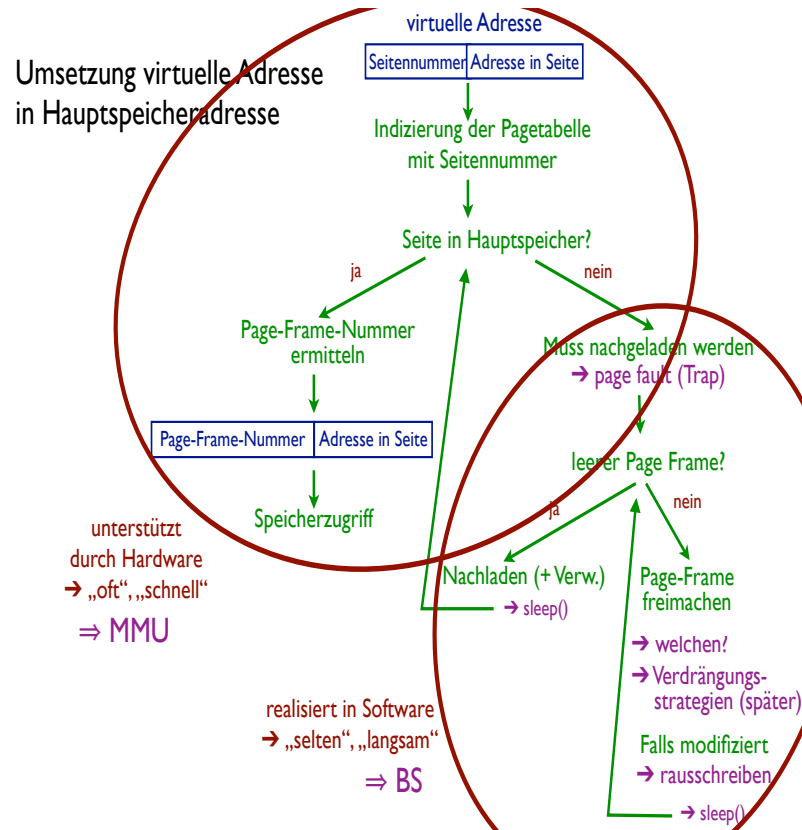 virtuelle Adresse
Seitennummer Adresse in Seite
Umsetzung virtuelle Adresse
in Hauptspeicheradresse
Indizierung der Pagetabelle
mit Seitennummer
Seite in Hauptspeicher?
ja
nein
Page-Frame-Nummer
ermitteln
Muss nachgeladen werden
➔ page fault (Trap)
Page-Frame-Nummer Adresse in Seite
leerer Page Frame?
Speicherzugriff
ja
nein
unterstützt
durch Hardware
➔ „oft“, „schnell“
⇒ MMU
Nachladen (+ Verw.)
➔ sleep()
Page-Frame
freimachen
➔ welchen?
➔ Verdrängungs-
strategien (später)
realisiert in Software
➔ „selten“, „langsam“
⇒ BS
Falls modifiziert
➔ rausschreiben
➔ sleep()